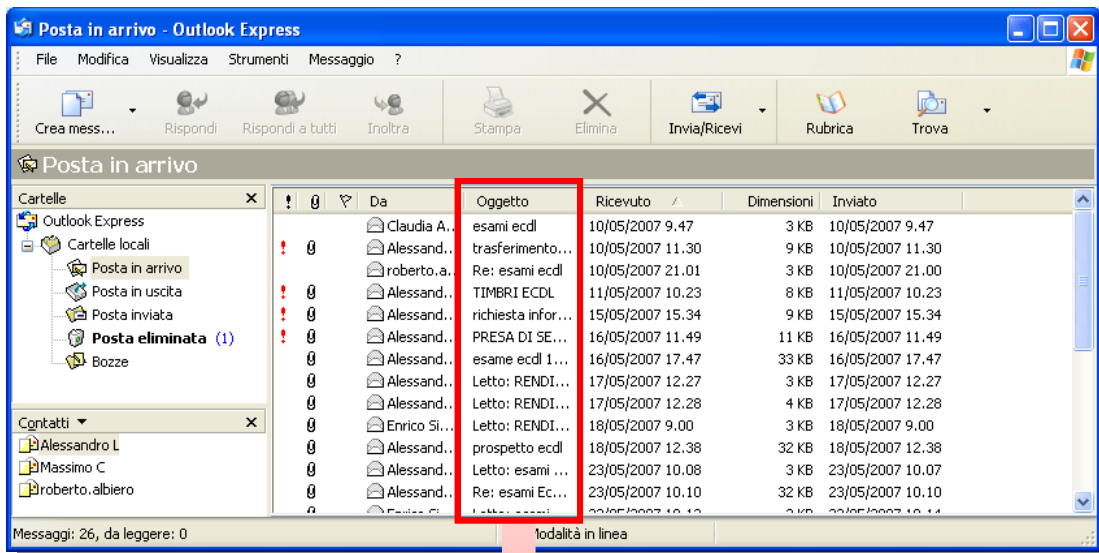 Posta in arrivo - Outlook Express
File Modifica Visualizza Strumenti Messaggio ?
Crea mess... Rispondi Rispondi a tutti Inoltra Stampa Elimina Invia/Ricevi Rubrica Trova
Posta in arrivo
Cartelle
Outlook Express
Cartelle locali
Posta in arrivo
Posta in uscita
Posta inviata
Posta eliminata (1)
Bozze
Contatti
Alessandro L
Massimo C
roberto.albiero
! Da Oggetto Ricevuto Dimensioni Inviato
Claudia A... esami ecdl 10/05/2007 9.47 3 KB 10/05/2007 9.47
! Alessand... trasferimento... 10/05/2007 11.30 9 KB 10/05/2007 11.30
roberto.a... Re: esami ecdl 10/05/2007 21.01 3 KB 10/05/2007 21.00
! Alessand... TIMBRI ECDL 11/05/2007 10.23 8 KB 11/05/2007 10.23
! Alessand... richiesta infor... 15/05/2007 15.34 9 KB 15/05/2007 15.34
! Alessand... PRESA DI SE... 16/05/2007 11.49 11 KB 16/05/2007 11.49
Alessand... esame ecdl 1... 16/05/2007 17.47 33 KB 16/05/2007 17.47
Alessand... Letto: RENDI... 17/05/2007 12.27 3 KB 17/05/2007 12.27
Alessand... Letto: RENDI... 17/05/2007 12.28 4 KB 17/05/2007 12.28
Enrico Si... Letto: RENDI... 18/05/2007 9.00 3 KB 18/05/2007 9.00
Alessand... prospetto ecdl 18/05/2007 12.38 32 KB 18/05/2007 12.38
Alessand... Letto: esami ... 23/05/2007 10.08 3 KB 23/05/2007 10.07
Alessand... Re: esami Ec... 23/05/2007 10.10 32 KB 23/05/2007 10.10
Messaggi: 26, da leggere: 0 Modalità in linea